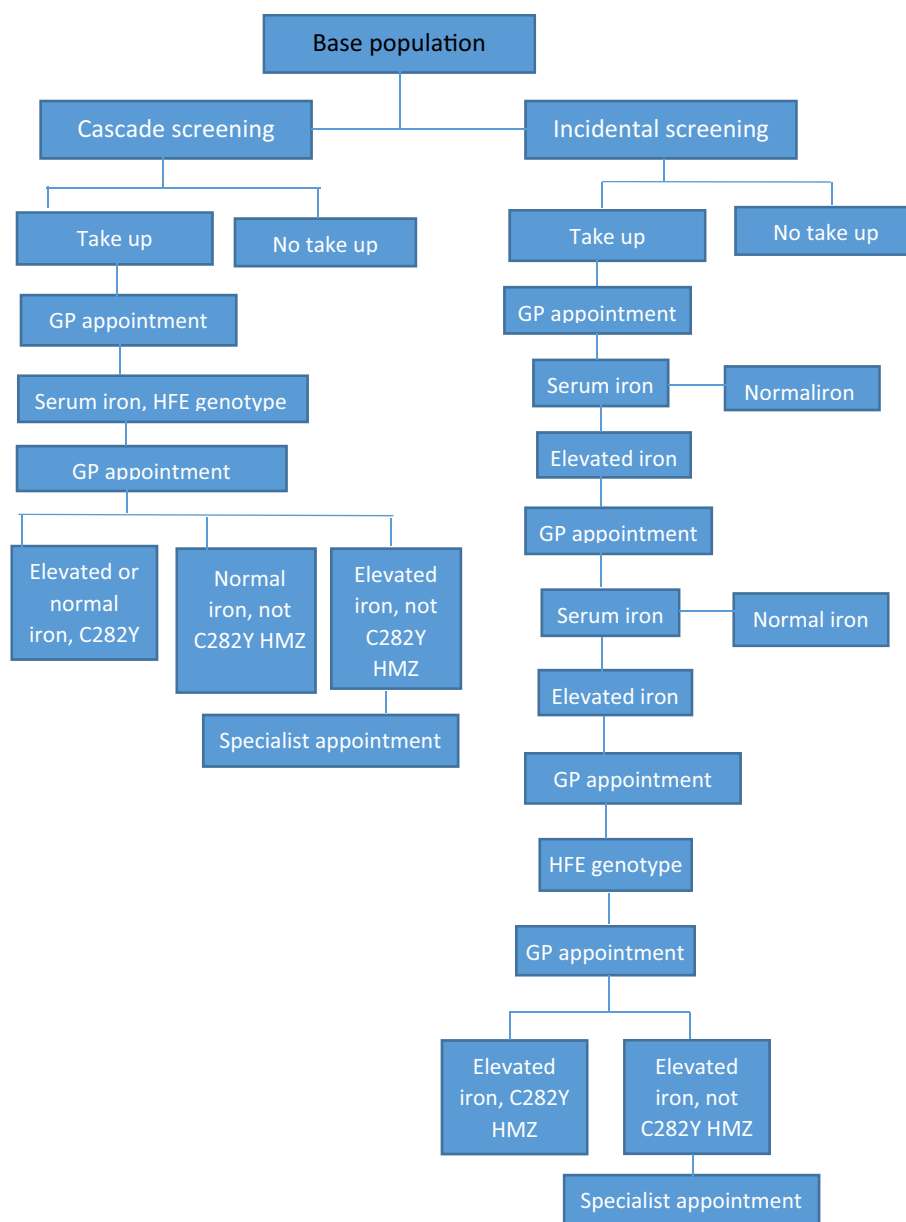 Base population
Cascade screening
Incidental screening
Take up
No take up
Take up
No take up
GP appointment
GP appointment
Serum iron, HFE genotype
Serum iron
Normaliron
GP appointment
Elevated iron
GP appointment
Elevated or
normal
iron, C282Y
Normal
iron, not
C282Y HMZ
Elevated
iron, not
C282Y
HMZ
Serum iron
Normal iron
Specialist appointment
Elevated iron
GP appointment
HFE genotype
GP appointment
Elevated
iron, C282Y
HMZ
Elevated
iron, not
C282Y HMZ
Specialist appointment